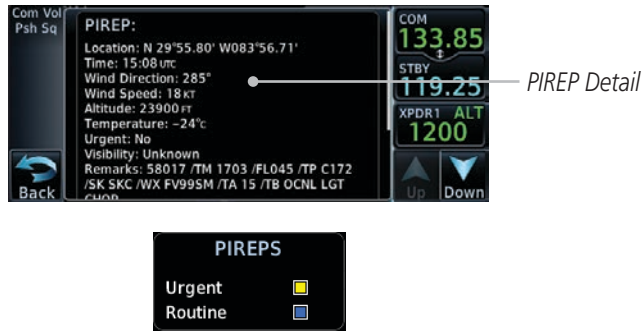 Com Vol
Psh Sq
PIREP:
Location: N 29°55.80' W083°56.71'
Time: 15:08 UTC
Wind Direction: 285°
Wind Speed: 18 KT
Altitude: 23900 FT
Temperature: -24°C
Urgent: No
Visibility: Unknown
Remarks: 58017 /TM 1703 /FL045 /TP C172
/SK SKC /WX FV99SM /TA 15 /TB OCNL LGT
CHOP
COM
133.85
STBY
119.25
XPDR1 ALT
1200
Back
Up
Down
PIREP Detail
PIREPS
Urgent
Routine